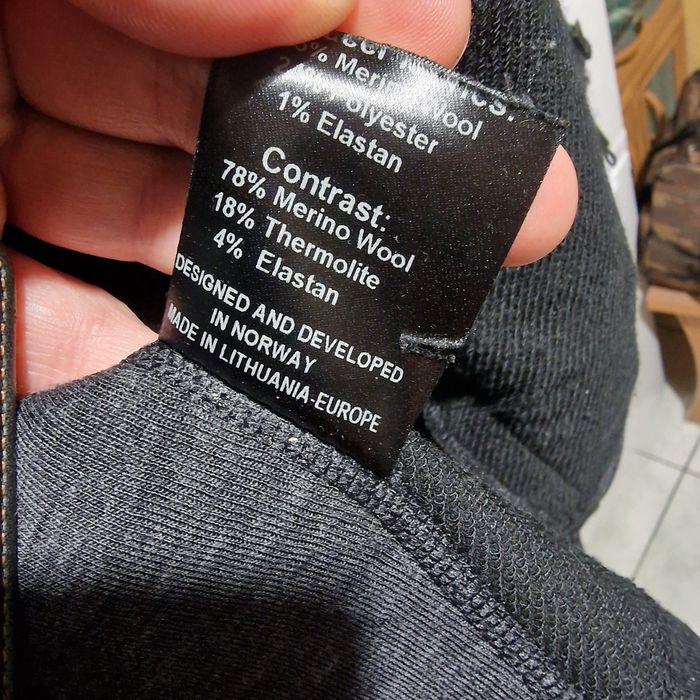 Merino Wool
Polyester
1% Elastan
Contrast:
78% Merino Wool
18% Thermolite
4% Elastan
DESIGNED AND DEVELOPED
IN NORWAY
MADE IN LITHUANIA-EUROPE